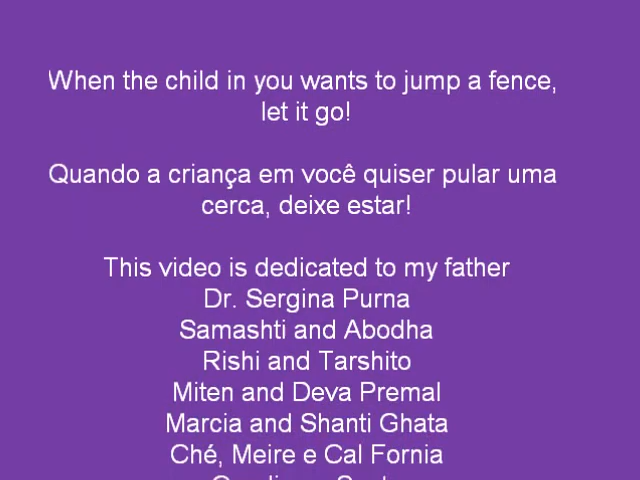 When the child in you wants to jump a fence,
let it go!
Quando a criança em você quiser pular uma
cerca, deixe estar!
This video is dedicated to my father
Dr. Sergina Purna
Samashti and Abodha
Rishi and Tarshito
Miten and Deva Premal
Marcia and Shanti Ghata
Ché, Meire e Cal Fornia